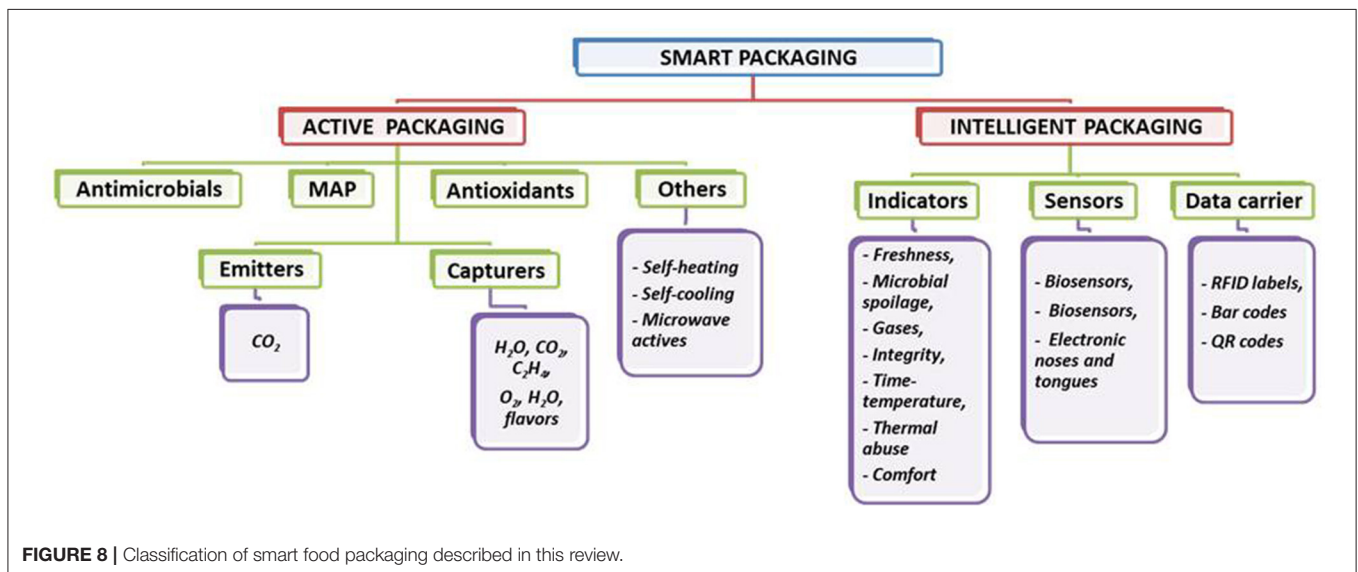 SMART PACKAGING
ACTIVE PACKAGING
INTELLIGENT PACKAGING
Antimicrobials
MAP
Antioxidants
Others
- Self-heating
- Self-cooling
- Microwave
actives
Emitters
CO₂
Capturers
H₂O, CO₂,
C₂H₄,
O₂, H₂O,
flavors
Indicators
- Freshness,
- Microbial
spoilage,
- Gases,
- Integrity,
- Time-
temperature,
- Thermal
abuse
- Comfort
Sensors
- Biosensors,
- Biosensors,
- Electronic
noses and
tongues
Data carrier
- RFID labels,
- Bar codes
- QR codes
FIGURE 8 | Classification of smart food packaging described in this review.